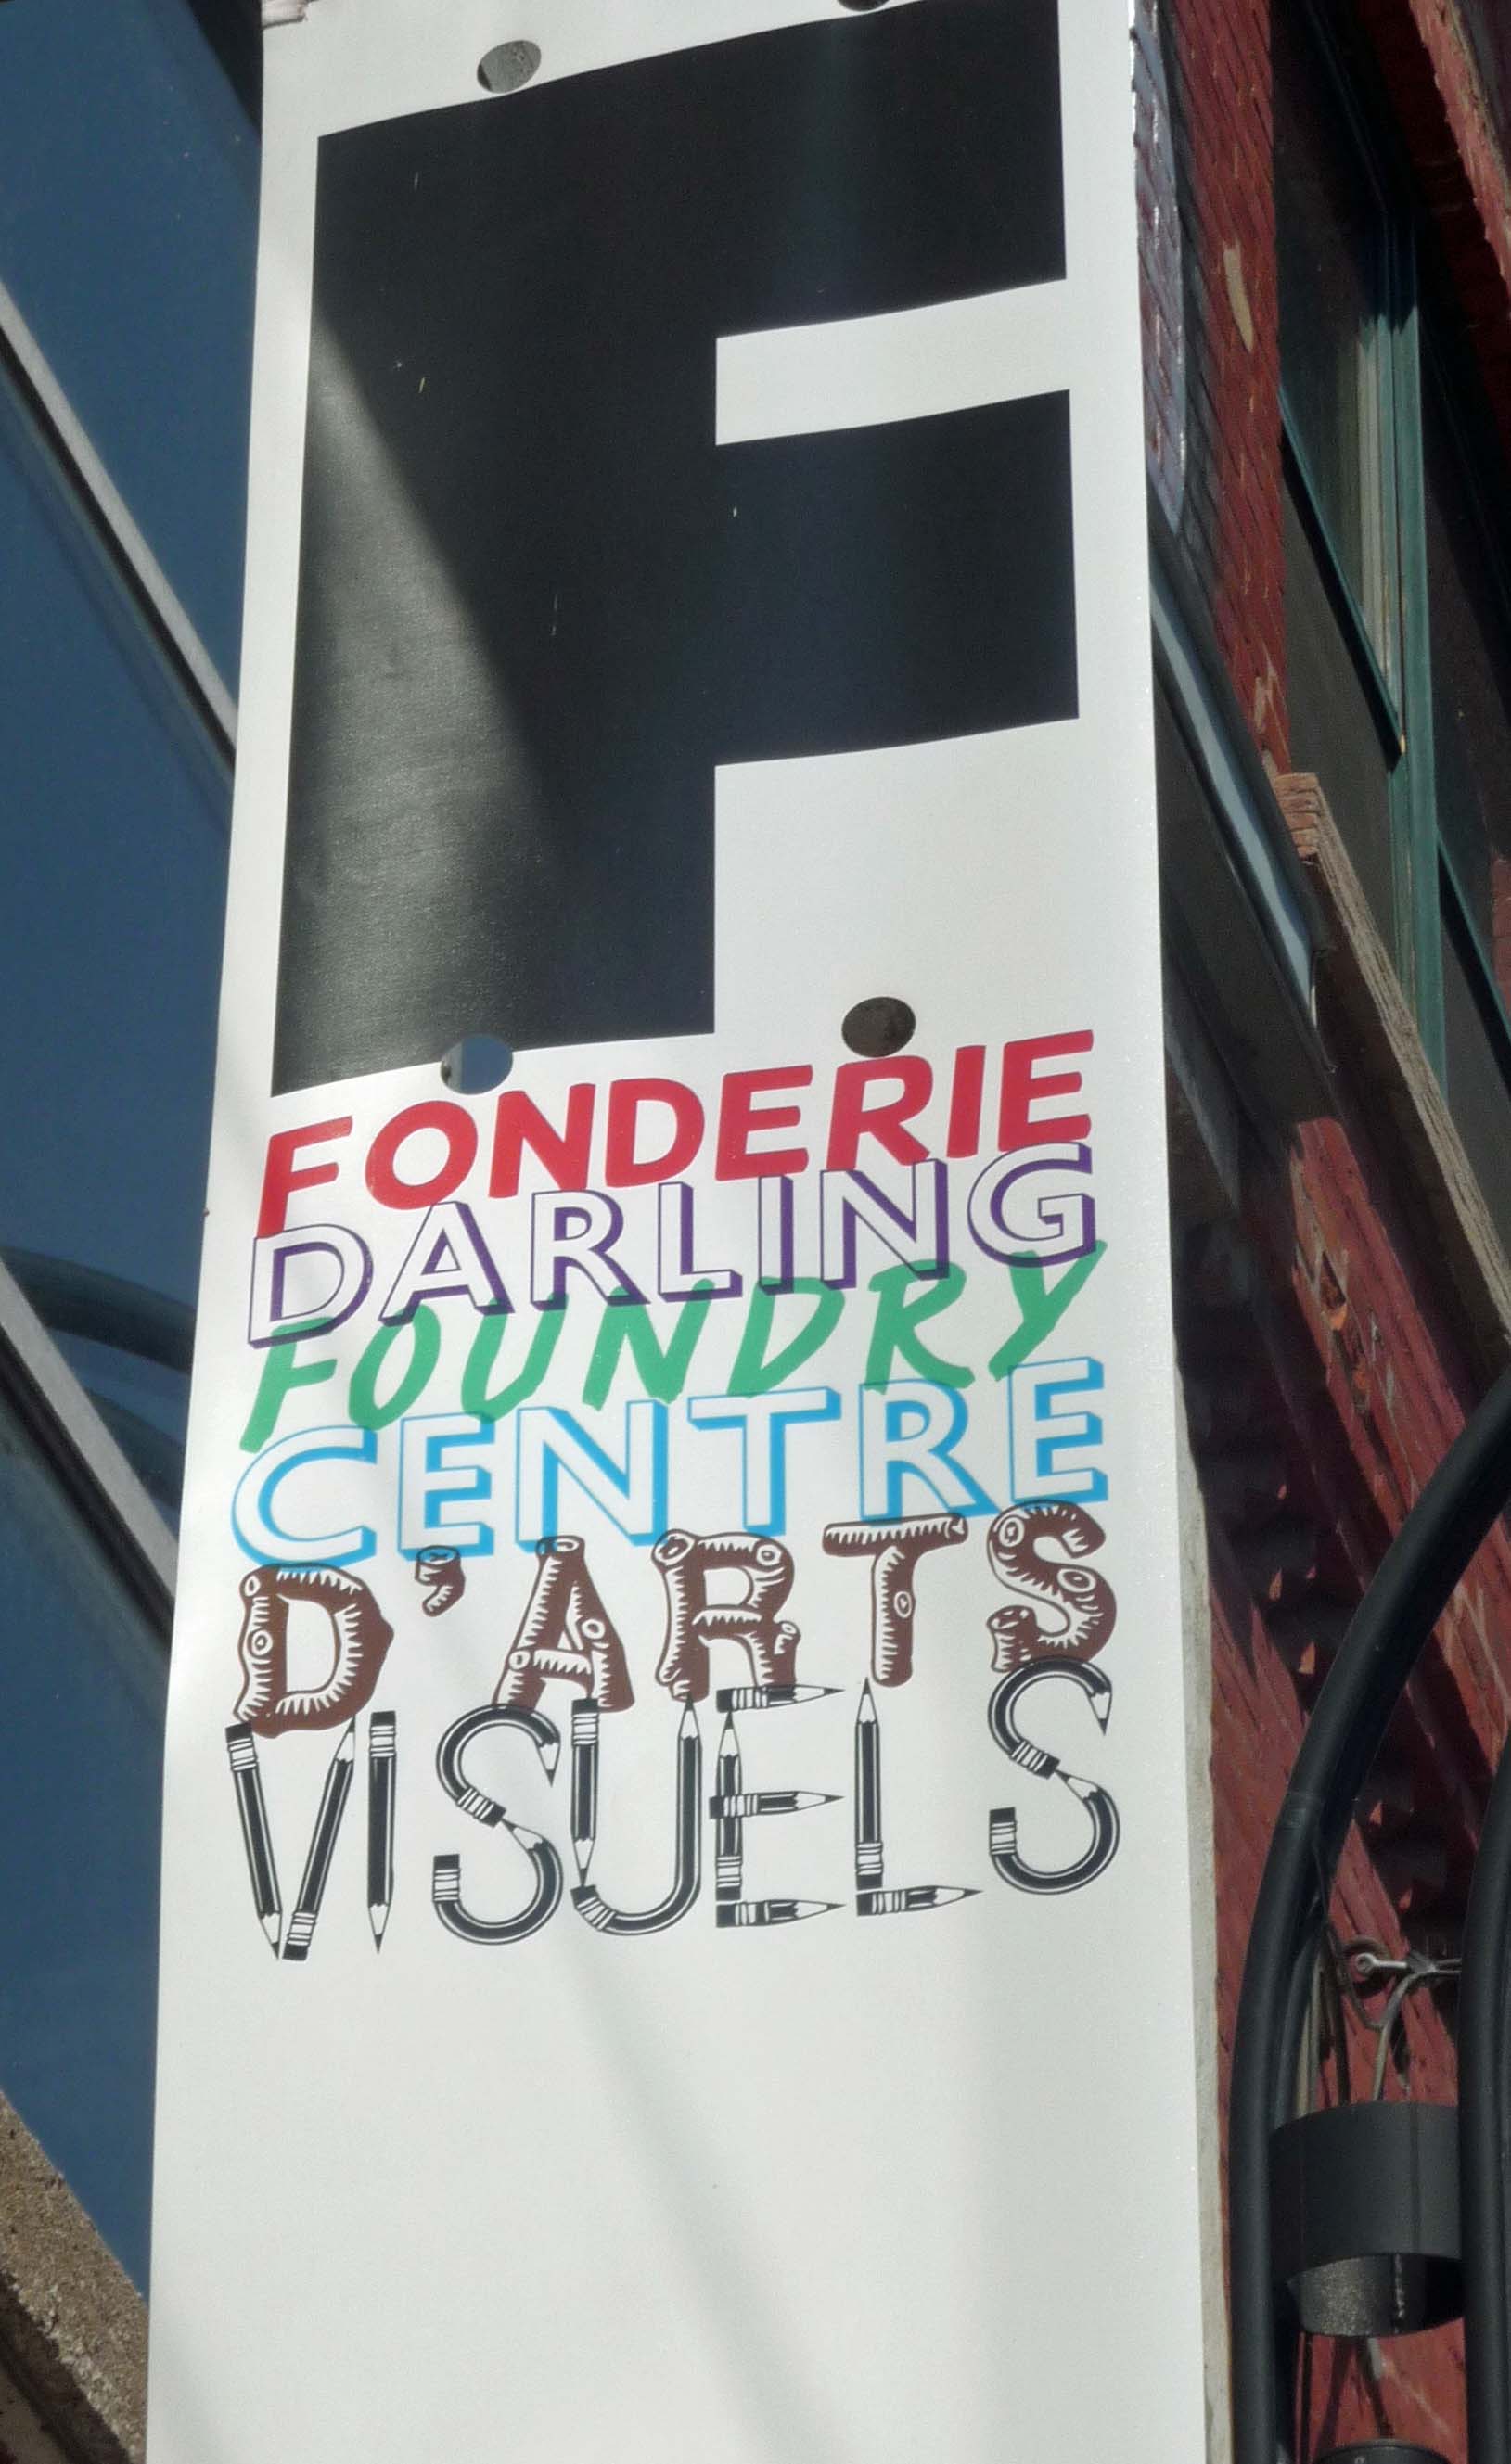 F
FONDERIE
DARLING
FOUNDRY
CENTRE
D'ARTS
VISUELS